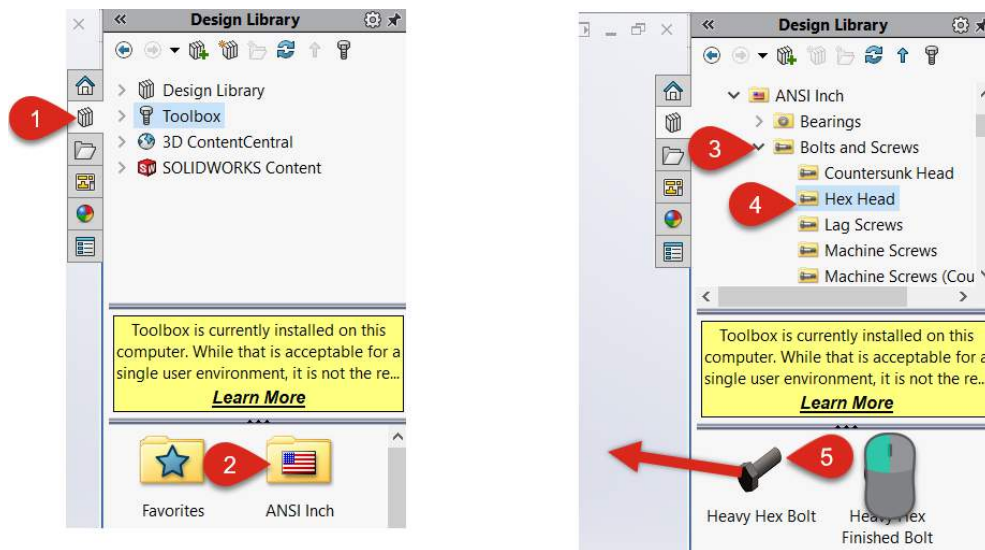 Design Library
1
Design Library
Toolbox
3D ContentCentral
SOLIDWORKS Content
Toolbox is currently installed on this
computer. While that is acceptable for a
single user environment, it is not the re...
Learn More
2
Favorites
ANSI Inch
Design Library
ANSI Inch
Bearings
3
Bolts and Screws
Countersunk Head
4
Hex Head
Lag Screws
Machine Screws
Machine Screws (Cou
Toolbox is currently installed on this
computer. While that is acceptable for a
single user environment, it is not the re...
Learn More
5
Heavy Hex Bolt
Heavy Hex
Finished Bolt